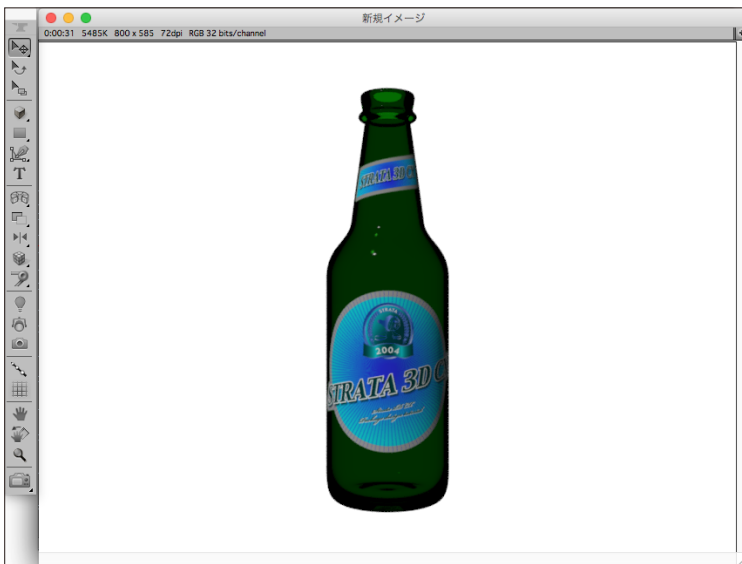 新規イメージ
0:00:31 5485K 800 x 585 72dpi RGB 32 bits/channel
T
STRATA 3D C
STRATA
2004
STRATA 3D C